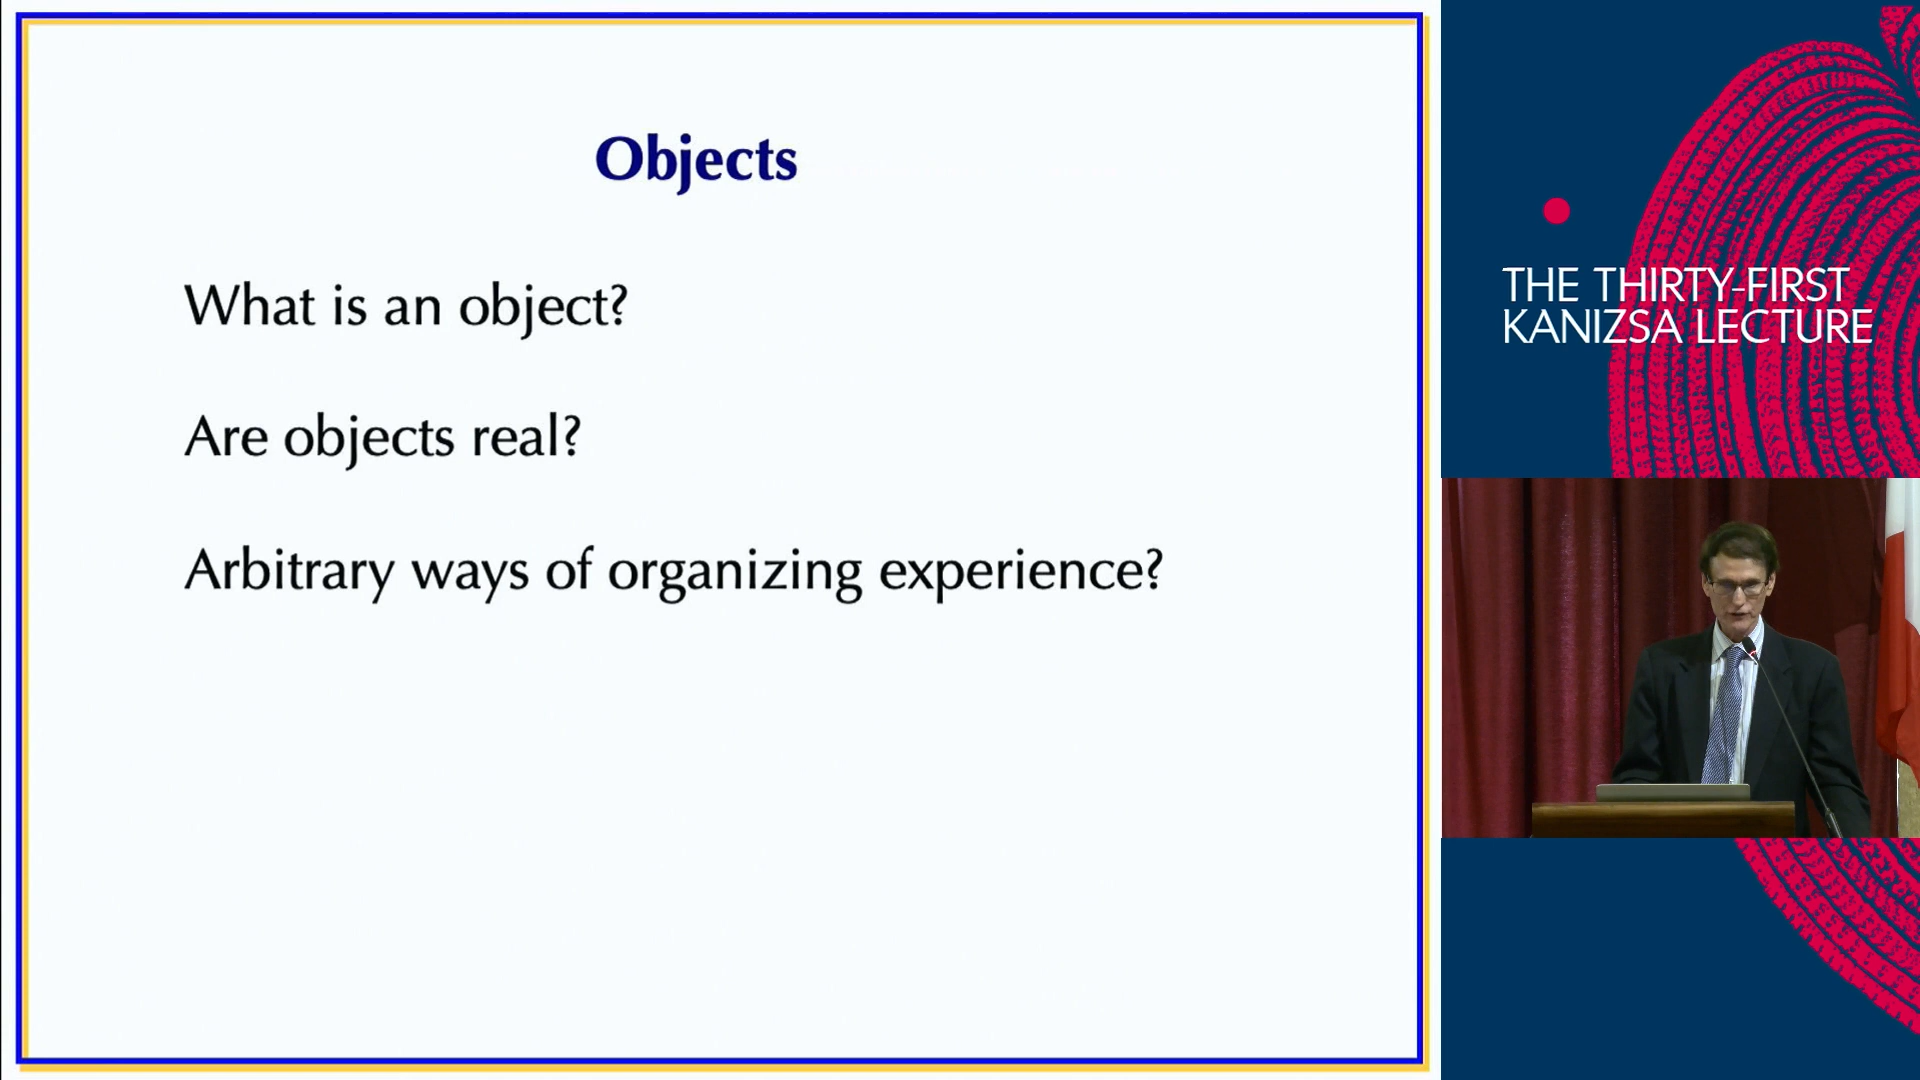 Objects
What is an object?
Are objects real?
Arbitrary ways of organizing experience?
THE THIRTY-FIRST
KANIZSA LECTURE